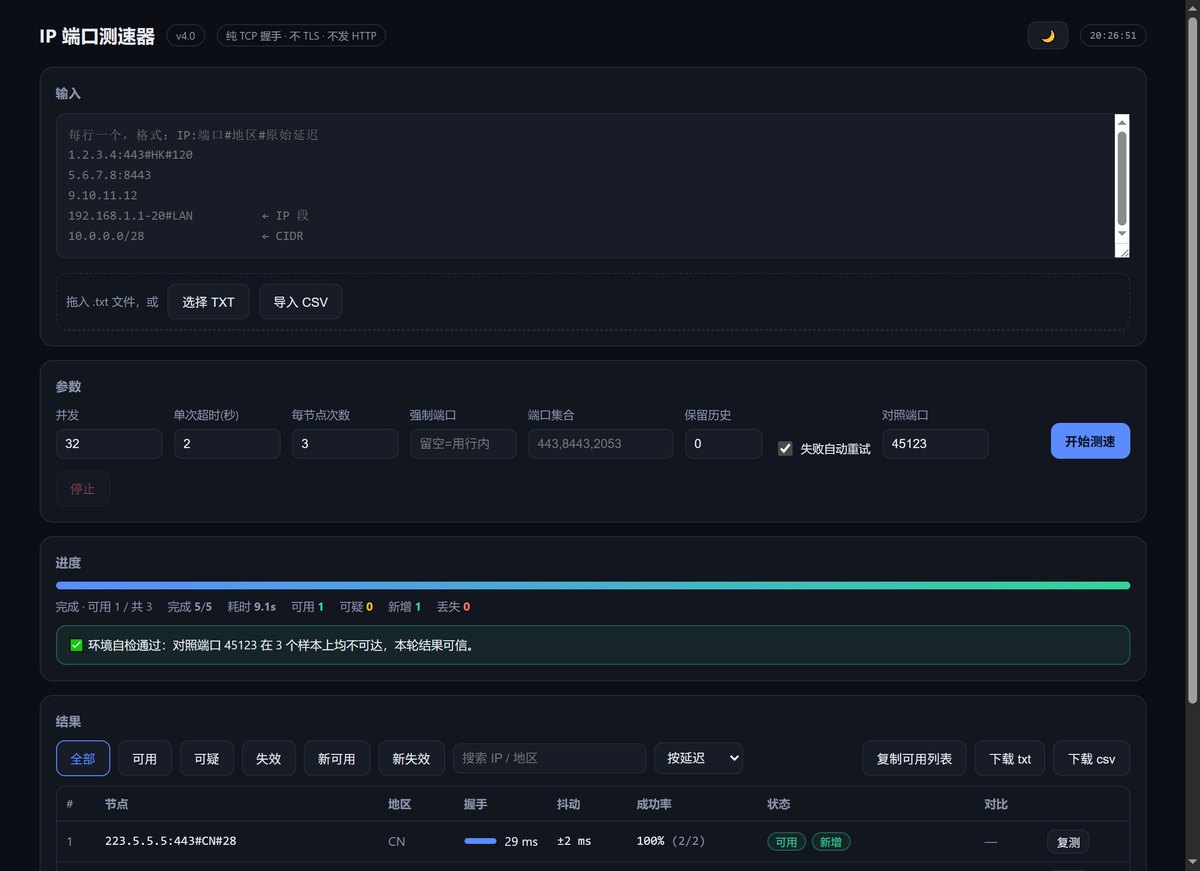 IP 端口测速器 v4.0 纯 TCP 握手 · 不 TLS · 不发 HTTP 20:26:51
输入
每行一个，格式：IP:端口#地区#原始延迟
1.2.3.4:443#HK#120
5.6.7.8:8443
9.10.11.12
192.168.1.1-20#LAN ← IP 段
10.0.0.0/28 ← CIDR
拖入 .txt 文件，或 选择 TXT 导入 CSV
参数
并发 单次超时(秒) 每节点次数 强制端口 端口集合 保留历史 对照端口
32 2 3 留空=用行内 443,8443,2053 0 失败自动重试 45123 开始测速
停止
进度
完成 · 可用 1 / 共 3 完成 5/5 耗时 9.1s 可用 1 可疑 0 新增 1 丢失 0
✅ 环境自检通过：对照端口 45123 在 3 个样本上均不可达，本轮结果可信。
结果
全部 可用 可疑 失效 新可用 新失效 搜索 IP / 地区 按延迟 复制可用列表 下载 txt 下载 csv
# 节点 地区 握手 抖动 成功率 状态 对比
1 223.5.5.5:443#CN#28 CN 29 ms ±2 ms 100% (2/2) 可用 新增 — 复测